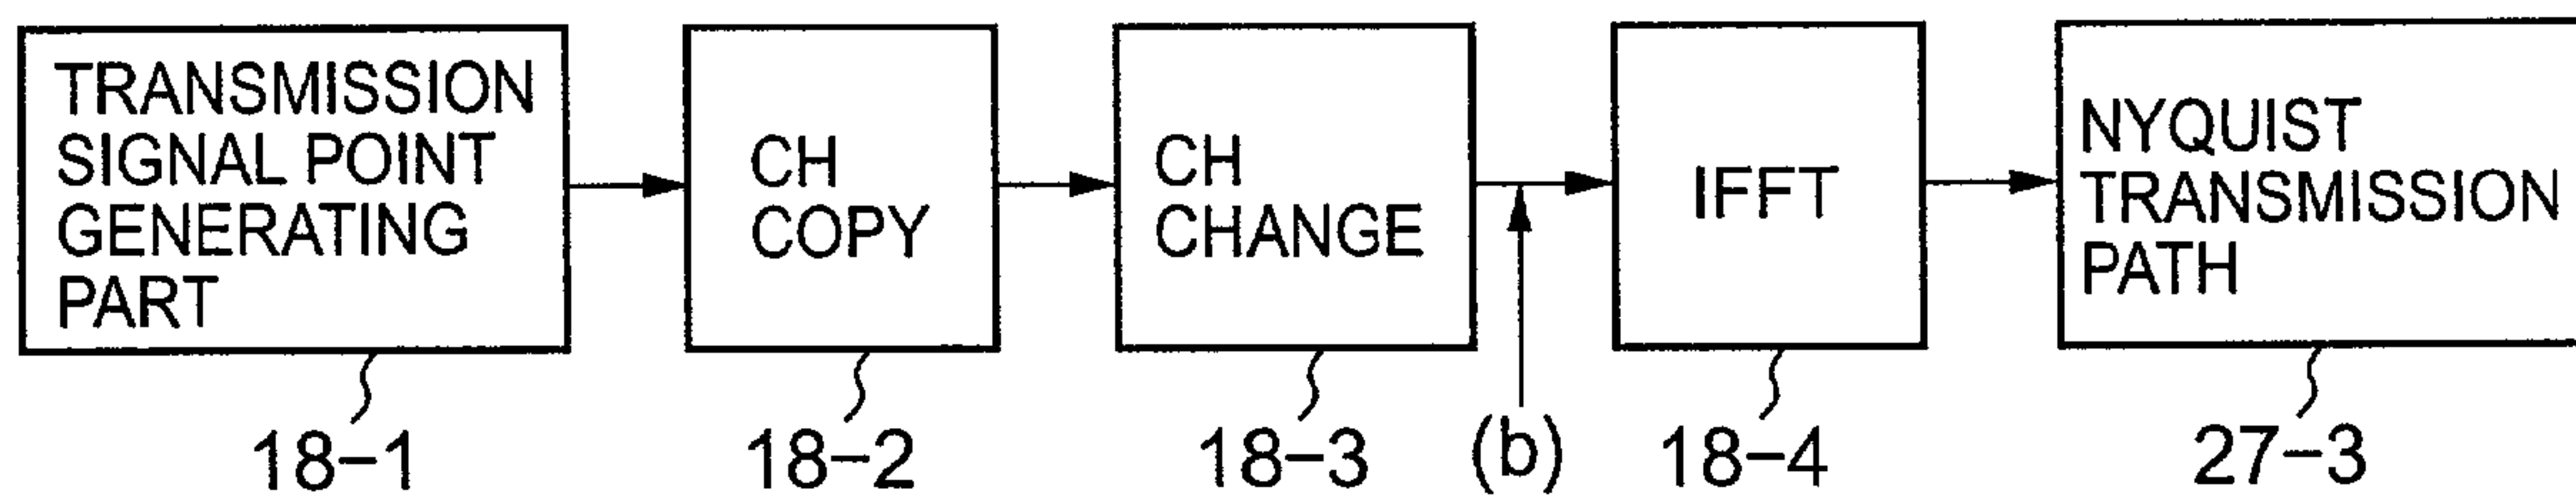 TRANSMISSION
SIGNAL POINT
GENERATING
PART
CH
COPY
CH
CHANGE
IFFT
NYQUIST
TRANSMISSION
PATH
18-1
18-2
18-3
(b)
18-4
27-3